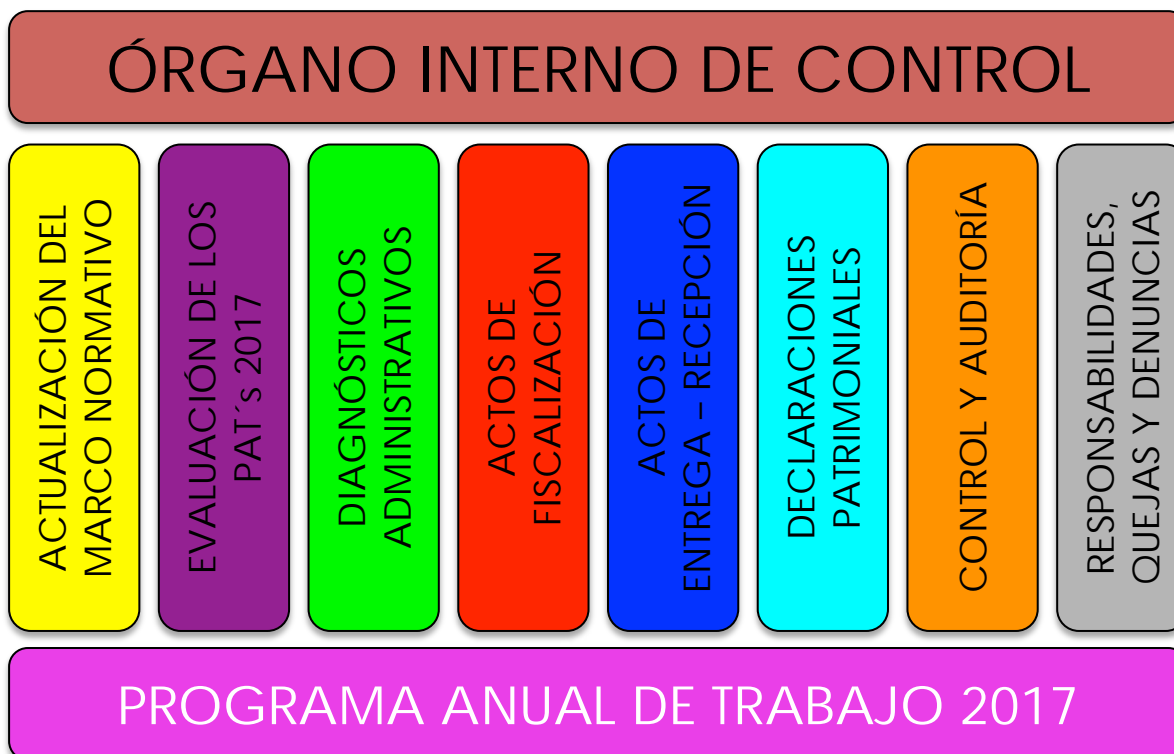 ÓRGANO INTERNO DE CONTROL
ACTUALIZACIÓN DEL
MARCO NORMATIVO
EVALUACIÓN DE LOS
PAT´s 2017
DIAGNÓSTICOS
ADMINISTRATIVOS
ACTOS DE
FISCALIZACIÓN
ACTOS DE
ENTREGA – RECEPCIÓN
DECLARACIONES
PATRIMONIALES
CONTROL Y AUDITORÍA
RESPONSABILIDADES,
QUEJAS Y DENUNCIAS
PROGRAMA ANUAL DE TRABAJO 2017